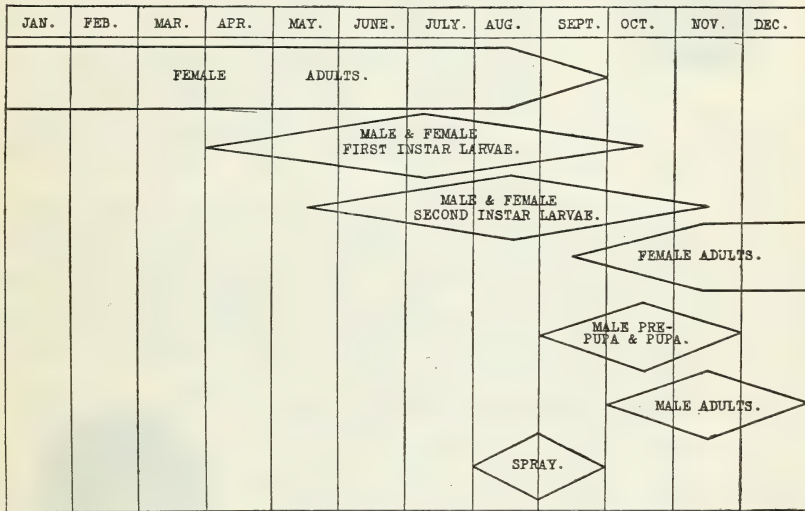 JAN. FEB. MAR. APR. MAY. JUNE. JULY. AUG. SEPT. OCT. NOV. DEC.
FEMALE ADULTS.
MALE & FEMALE
FIRST INSTAR LARVAE.
MALE & FEMALE
SECOND INSTAR LARVAE.
FEMALE ADULTS.
MALE PRE-
PUPA & PUPA.
MALE ADULTS.
SPRAY.